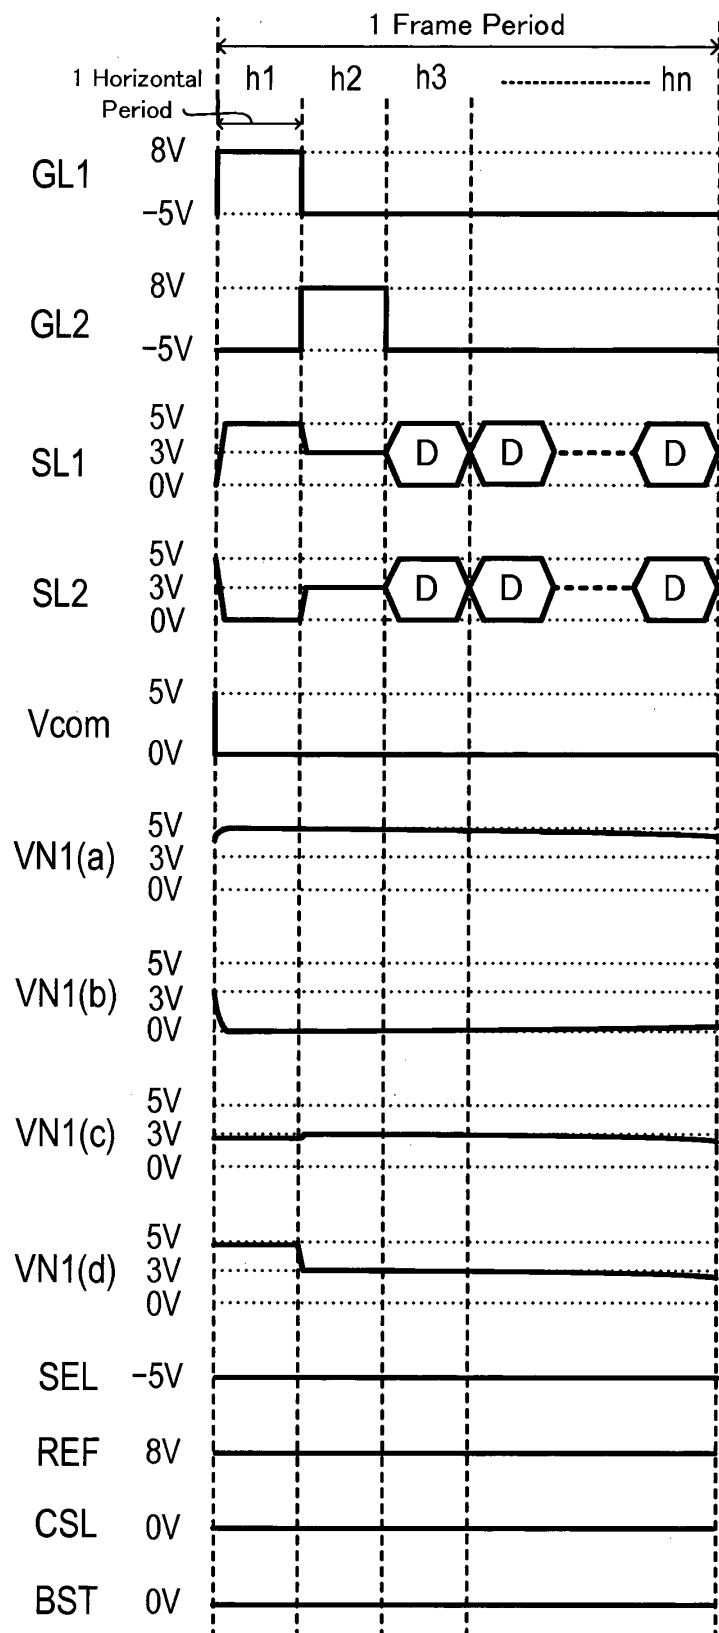 1 Frame Period
1 Horizontal Period
h1 h2 h3 hn
GL1 8V
-5V
GL2 8V
-5V
SL1 5V
3V
0V
D D D
SL2 5V
3V
0V
D D D
Vcom 5V
0V
VN1(a) 5V
3V
0V
VN1(b) 5V
3V
0V
VN1(c) 5V
3V
0V
VN1(d) 5V
3V
0V
SEL -5V
REF 8V
CSL 0V
BST 0V